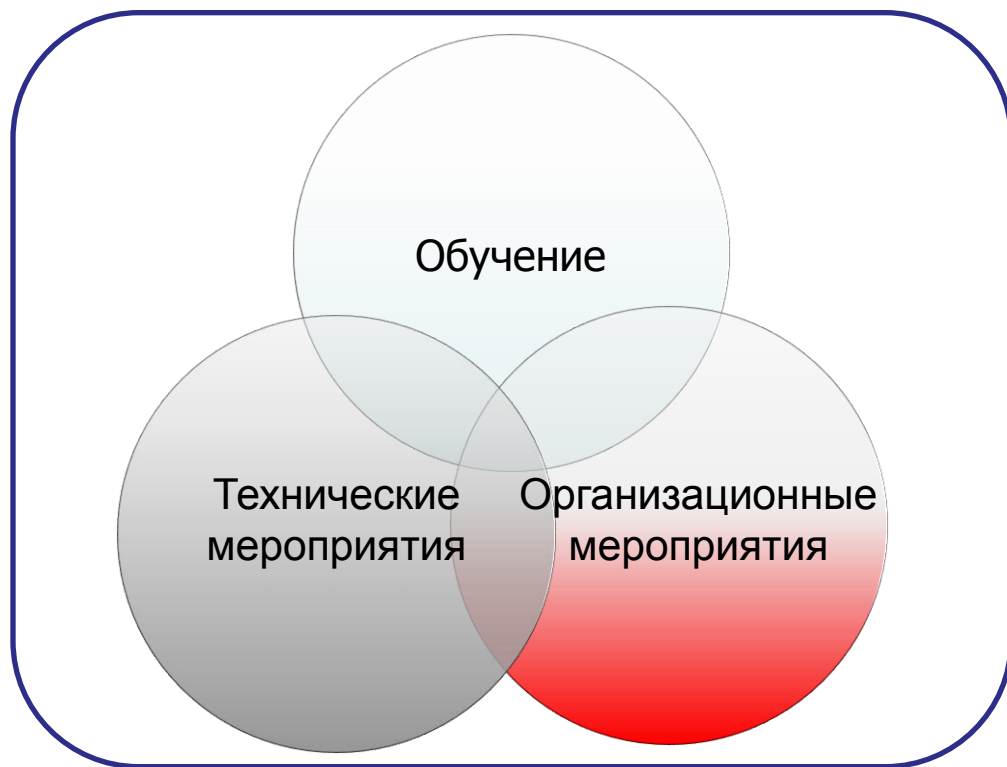 Обучение
Технические
мероприятия
Организационные
мероприятия